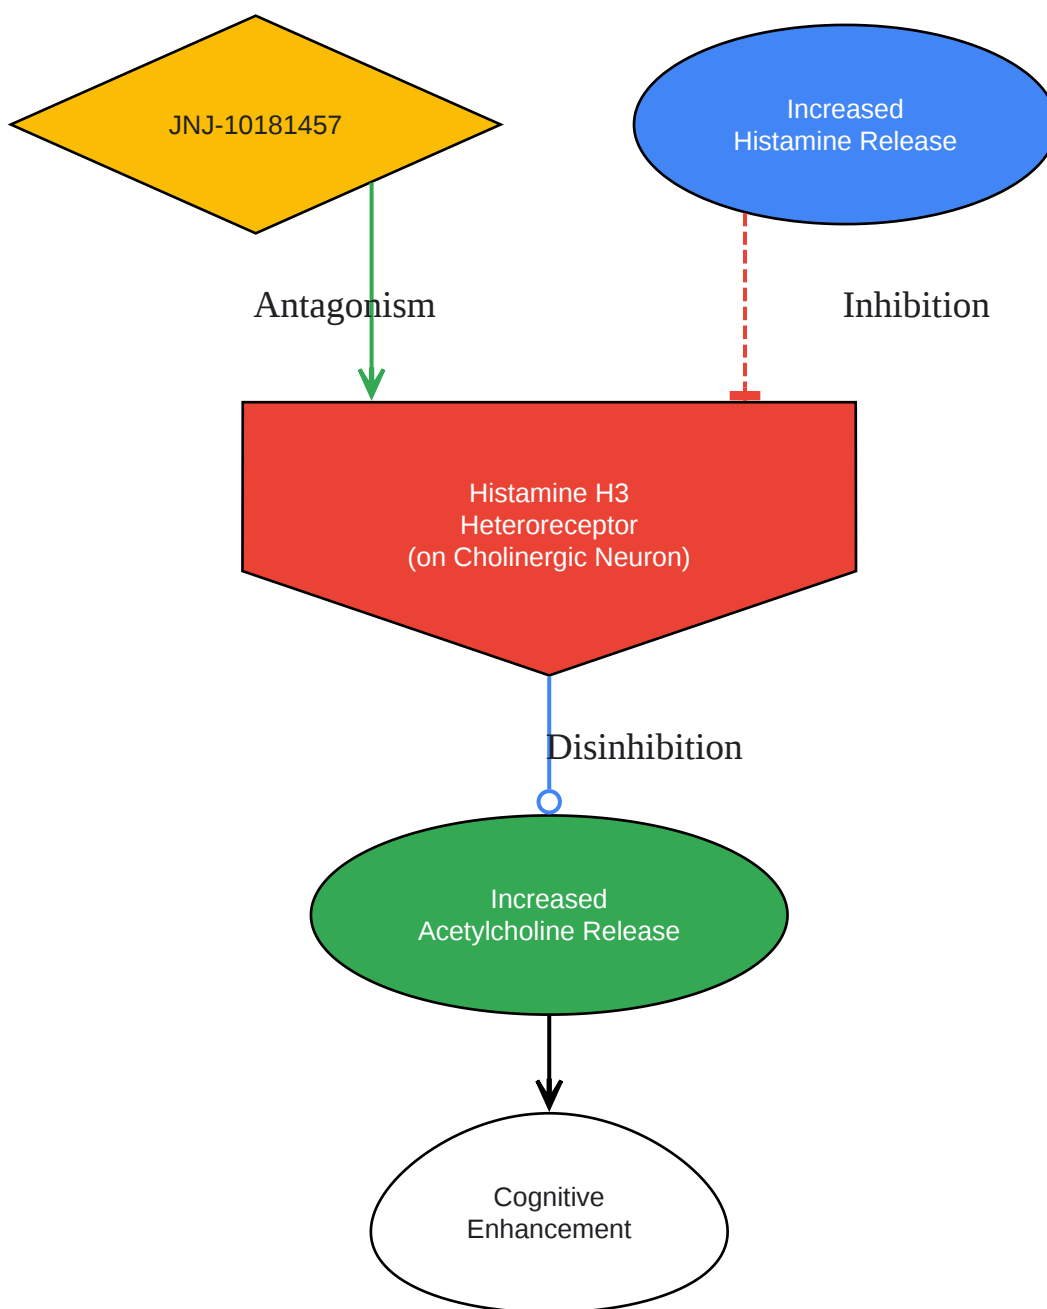 JNJ-10181457
Increased
Histamine Release
Antagonism
Inhibition
Histamine H3
Heteroreceptor
(on Cholinergic Neuron)
Disinhibition
Increased
Acetylcholine Release
Cognitive
Enhancement